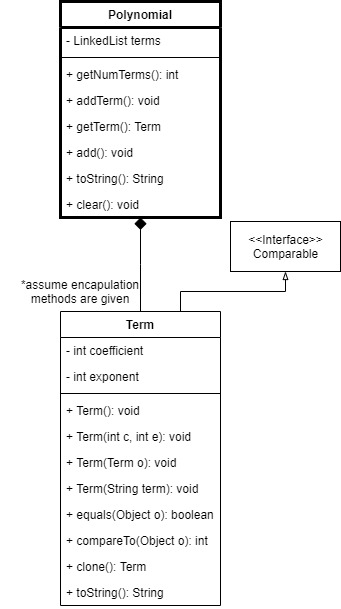 Polynomial
- LinkedList terms
+ getNumTerms(): int
+ addTerm(): void
+ getTerm(): Term
+ add(): void
+ toString(): String
+ clear(): void
<<Interface>>
Comparable
*assume encapulation
methods are given
Term
- int coefficient
- int exponent
+ Term(): void
+ Term(int c, int e): void
+ Term(Term o): void
+ Term(String term): void
+ equals(Object o): boolean
+ compareTo(Object o): int
+ clone(): Term
+ toString(): String